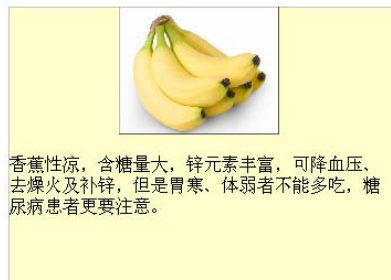 香蕉性凉，含糖量大，锌元素丰富，可降血压、
去燥火及补锌，但是胃寒、体弱者不能多吃，糖
尿病患者更要注意。